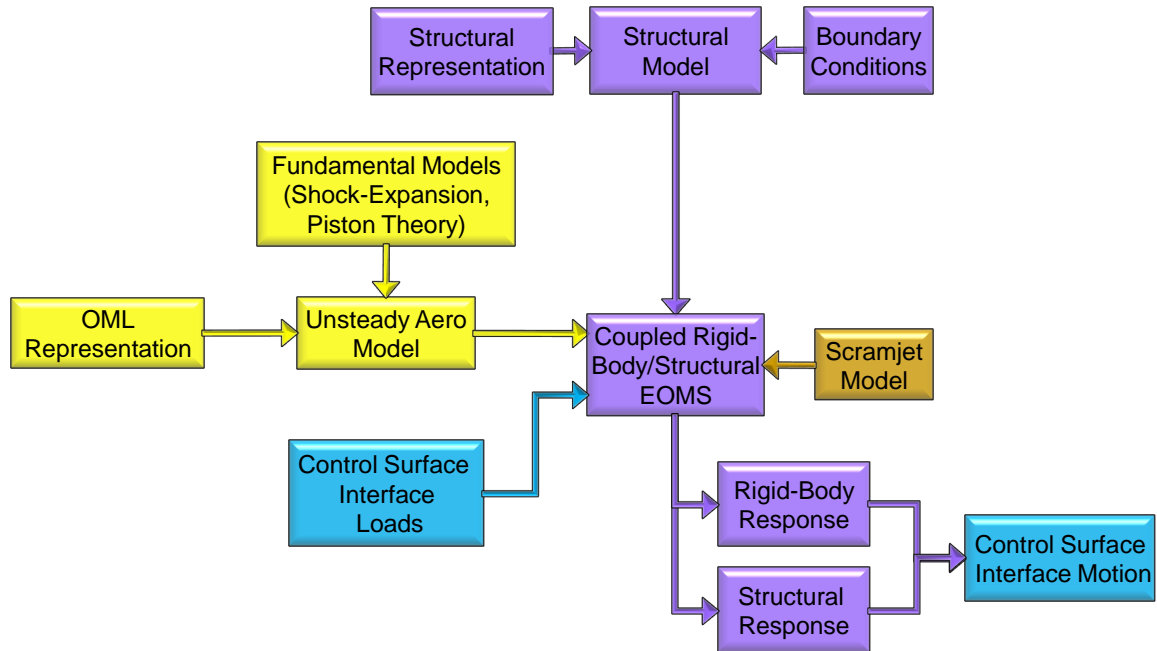 Structural
Representation
Structural
Model
Boundary
Conditions
Fundamental Models
(Shock-Expansion,
Piston Theory)
OML
Representation
Unsteady Aero
Model
Coupled Rigid-
Body/Structural
EOMS
Scramjet
Model
Control Surface
Interface
Loads
Rigid-Body
Response
Control Surface
Interface Motion
Structural
Response